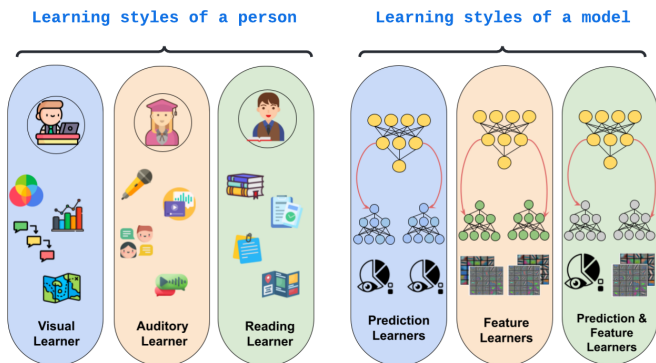 Learning styles of a person
Learning styles of a model
Visual
Learner
Auditory
Learner
Reading
Learner
Prediction
Learners
Feature
Learners
Prediction &
Feature
Learners